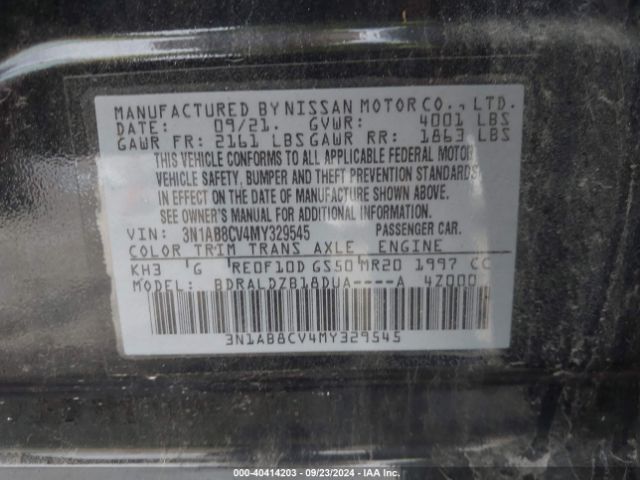 MANUFACTURED BY NISSAN MOTOR CO., LTD.
DATE: 09/21. GVWR: 4001 LBS
GAWR FR: 2161 LBS GAWR RR: 1863 LBS
THIS VEHICLE CONFORMS TO ALL APPLICABLE FEDERAL MOTOR
VEHICLE SAFETY, BUMPER AND THEFT PREVENTION STANDARDS
IN EFFECT ON THE DATE OF MANUFACTURE SHOWN ABOVE.
SEE OWNER'S MANUAL FOR ADDITIONAL INFORMATION.
VIN: 3N1AB8CV4MY329545 PASSENGER CAR.
COLOR TRIM TRANS AXLE ENGINE
KH3 G RE0F10D GS50 MR20 1997 CC
MODEL: BDRALDZB18DUA----A 4Z000
3N1AB8CV4MY329545
000-40414203 - 09/23/2024 - IAA Inc.